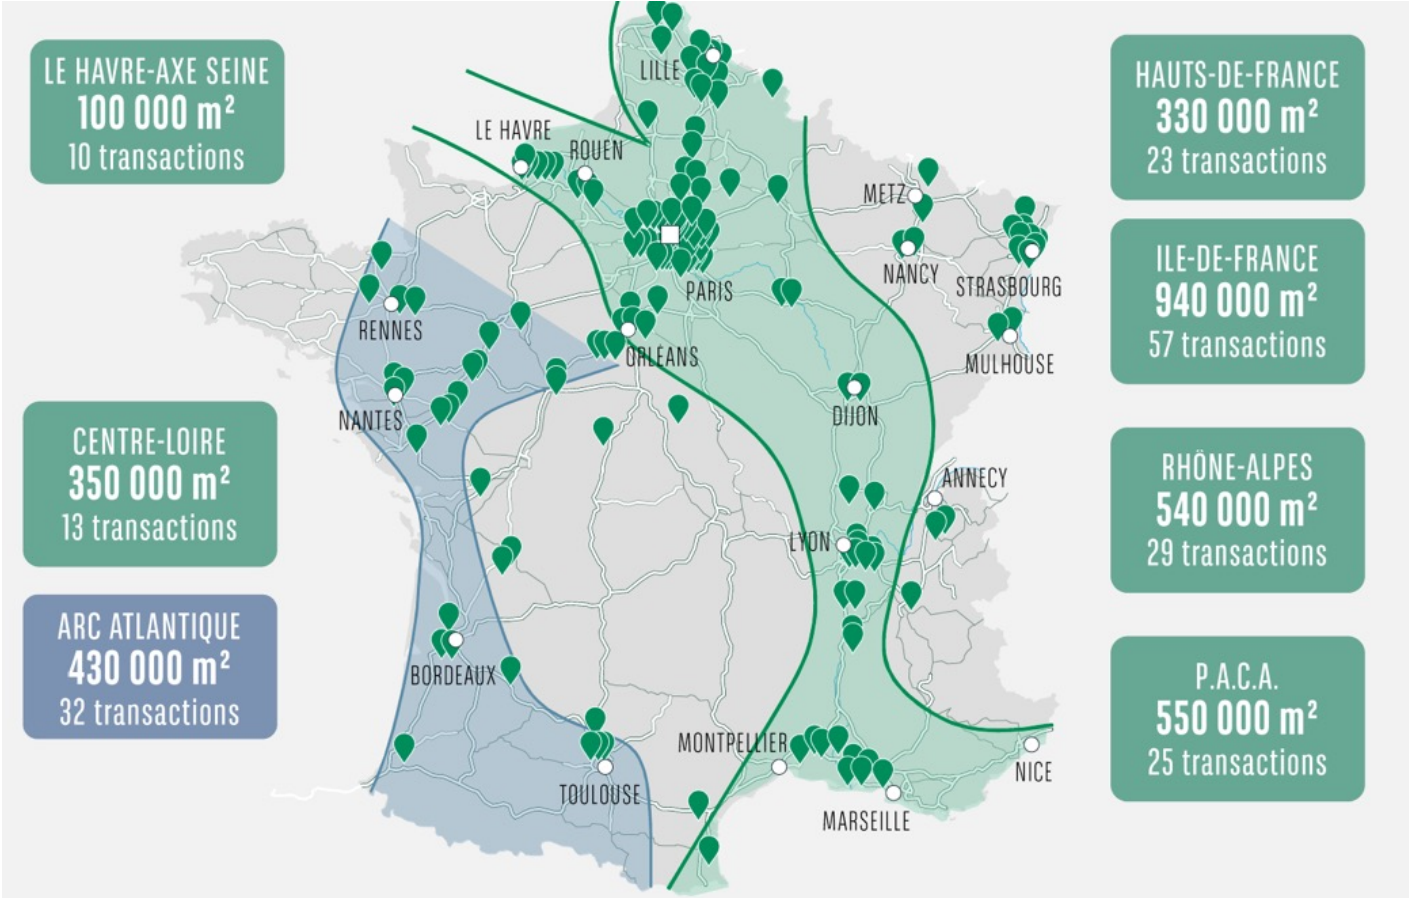 LE HAVRE-AXE SEINE
100 000 m²
10 transactions
HAUTS-DE-FRANCE
330 000 m²
23 transactions
ILE-DE-FRANCE
940 000 m²
57 transactions
CENTRE-LOIRE
350 000 m²
13 transactions
RHÔNE-ALPES
540 000 m²
29 transactions
ARC ATLANTIQUE
430 000 m²
32 transactions
P.A.C.A.
550 000 m²
25 transactions
LILLE
LE HAVRE
ROUEN
METZ
NANCY
STRASBOURG
PARIS
RENNES
ORLÉANS
MULHOUSE
NANTES
DIJON
ANNECY
LYON
BORDEAUX
MONTPELLIER
NICE
TOULOUSE
MARSEILLE